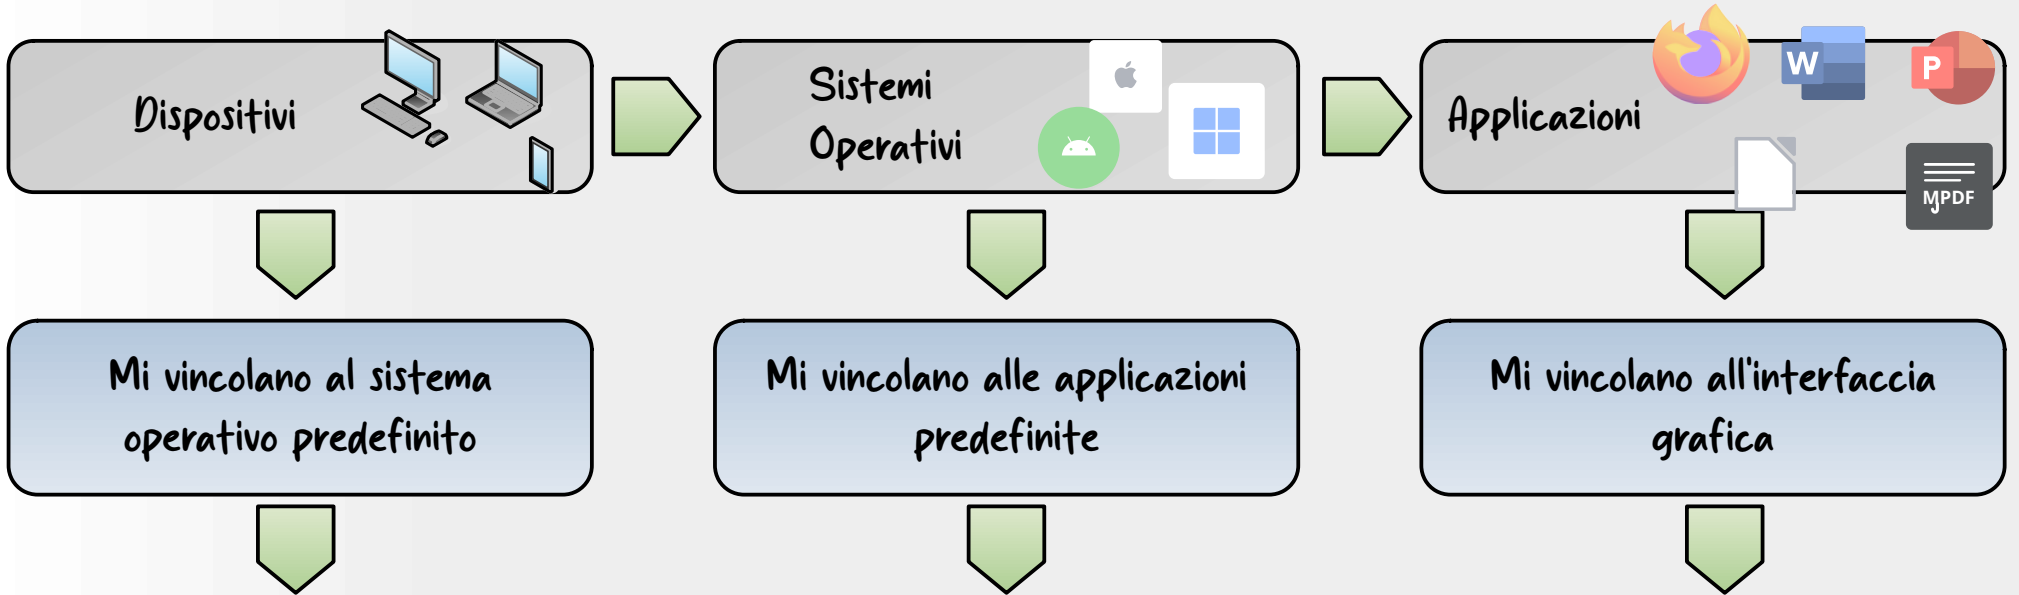 Dispositivi
Sistemi
Operativi
Applicazioni
W
P
MPDF
Mi vincolano al sistema
operativo predefinito
Mi vincolano alle applicazioni
predefinite
Mi vincolano all'interfaccia
grafica